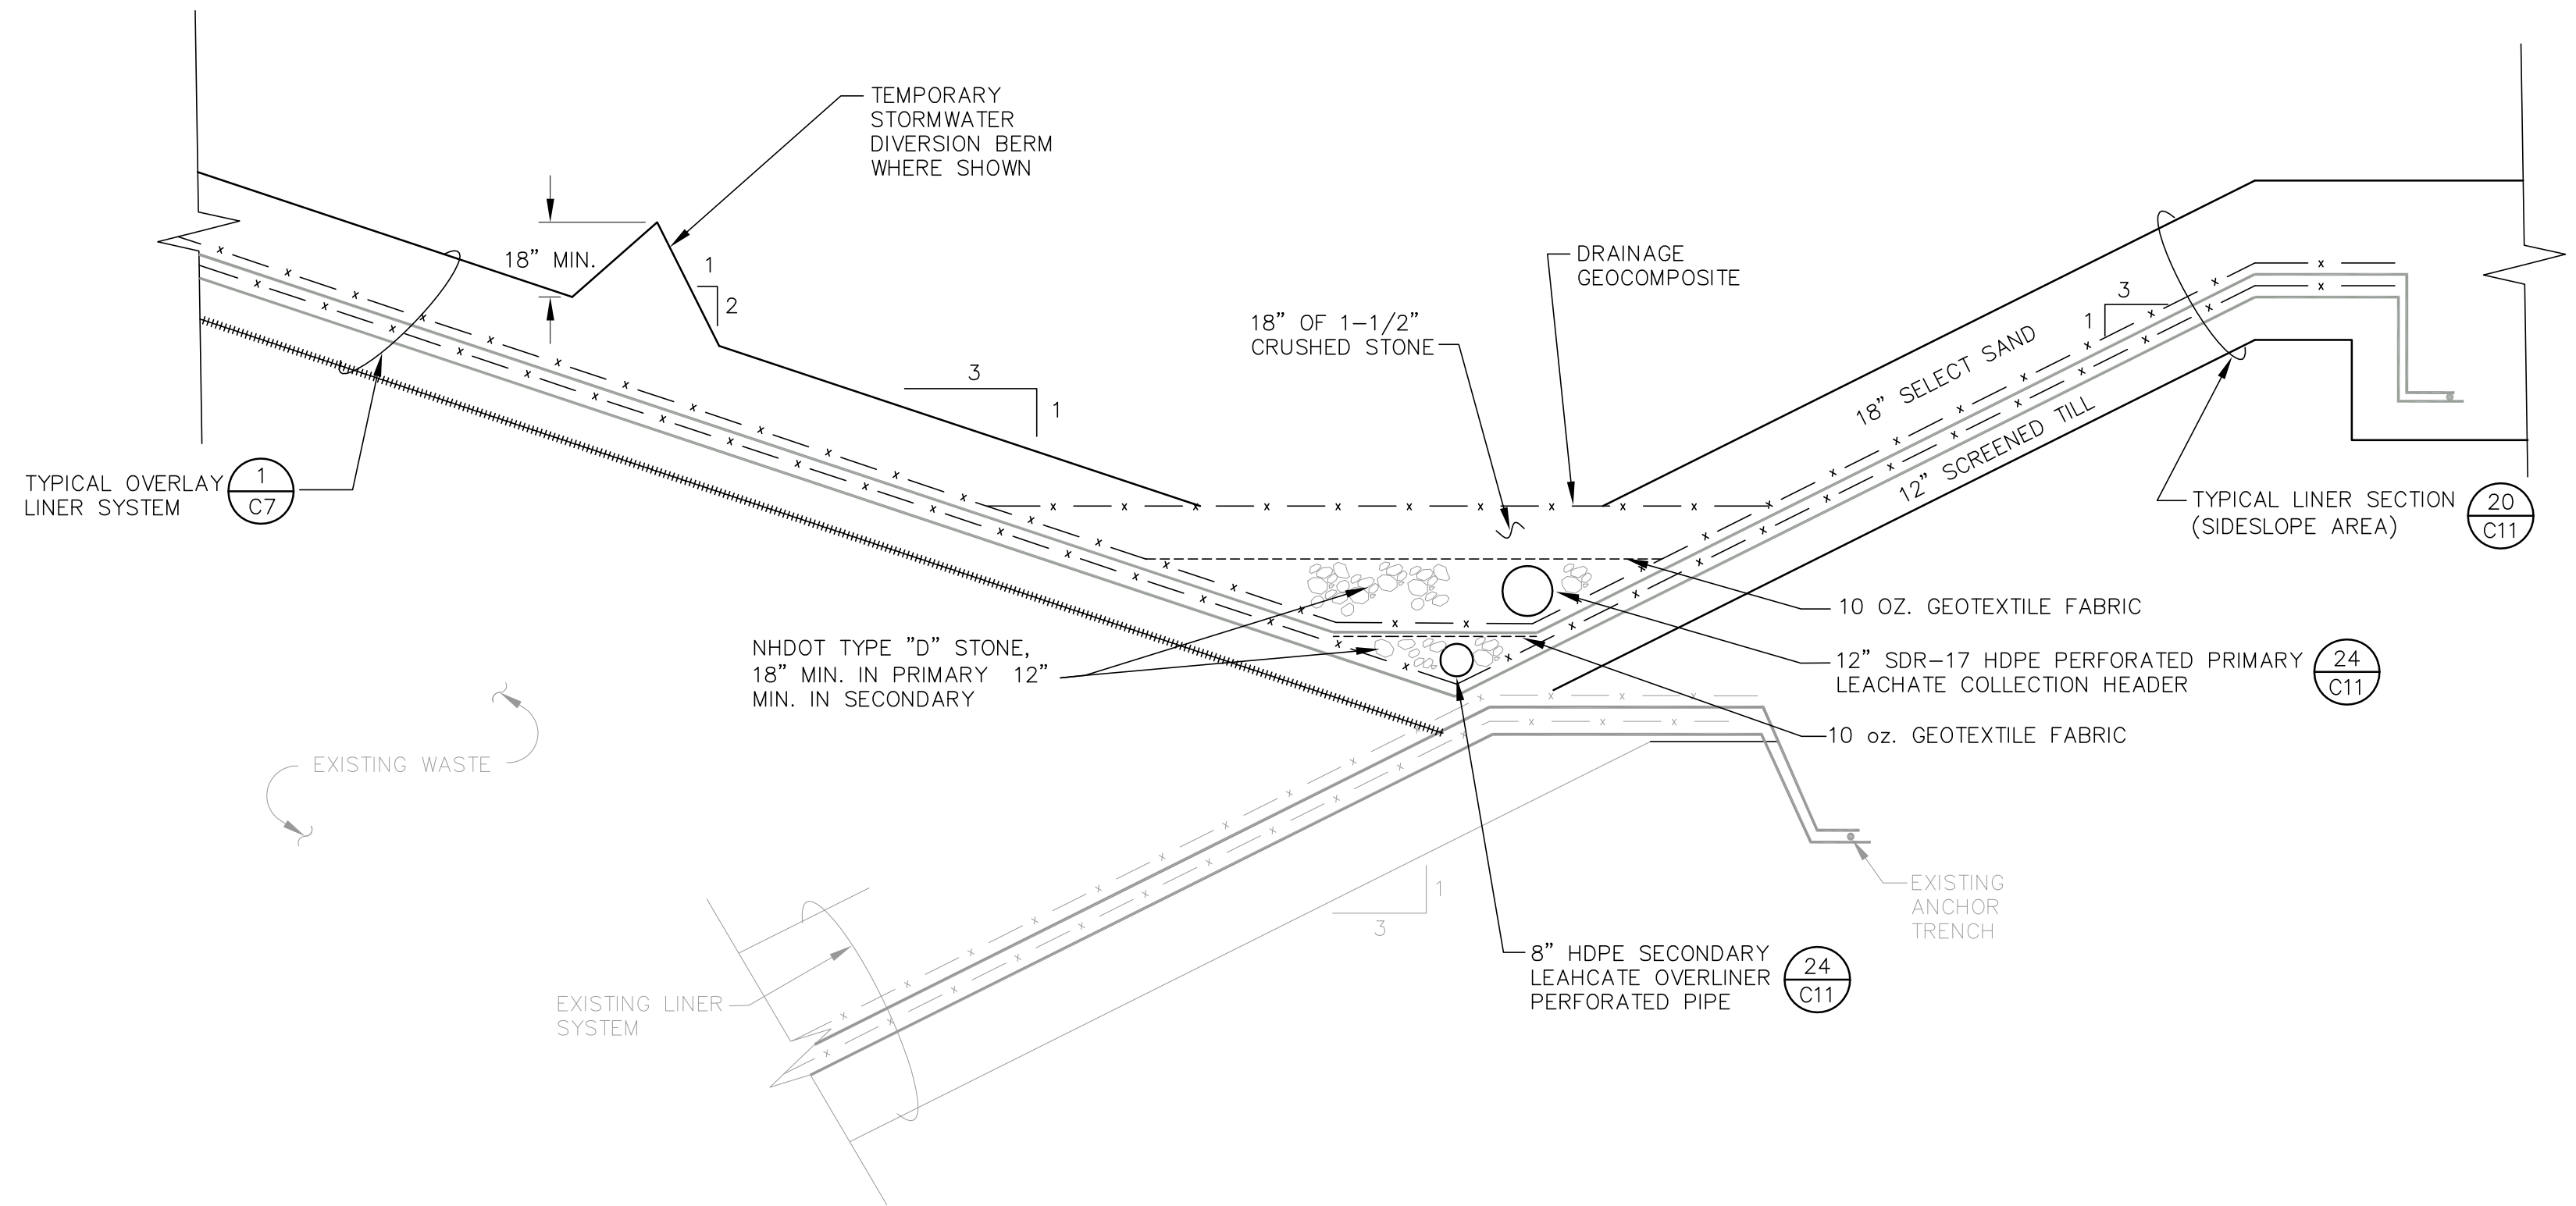 TEMPORARY
STORMWATER
DIVERSION BERM
WHERE SHOWN
18” MIN.
1
2
3
1
DRAINAGE
GEOCOMPOSITE
18” OF 1-1/2”
CRUSHED STONE
3
1
18” SELECT SAND
12” SCREENED TILL
TYPICAL OVERLAY
LINER SYSTEM
1
C7
TYPICAL LINER SECTION
(SIDESLOPE AREA)
20
C11
10 OZ. GEOTEXTILE FABRIC
NHDOT TYPE ”D” STONE,
18” MIN. IN PRIMARY 12”
MIN. IN SECONDARY
12” SDR-17 HDPE PERFORATED PRIMARY
LEACHATE COLLECTION HEADER
24
C11
10 oz. GEOTEXTILE FABRIC
EXISTING WASTE
1
3
EXISTING
ANCHOR
TRENCH
8” HDPE SECONDARY
LEAHCATE OVERLINER
PERFORATED PIPE
24
C11
EXISTING LINER
SYSTEM